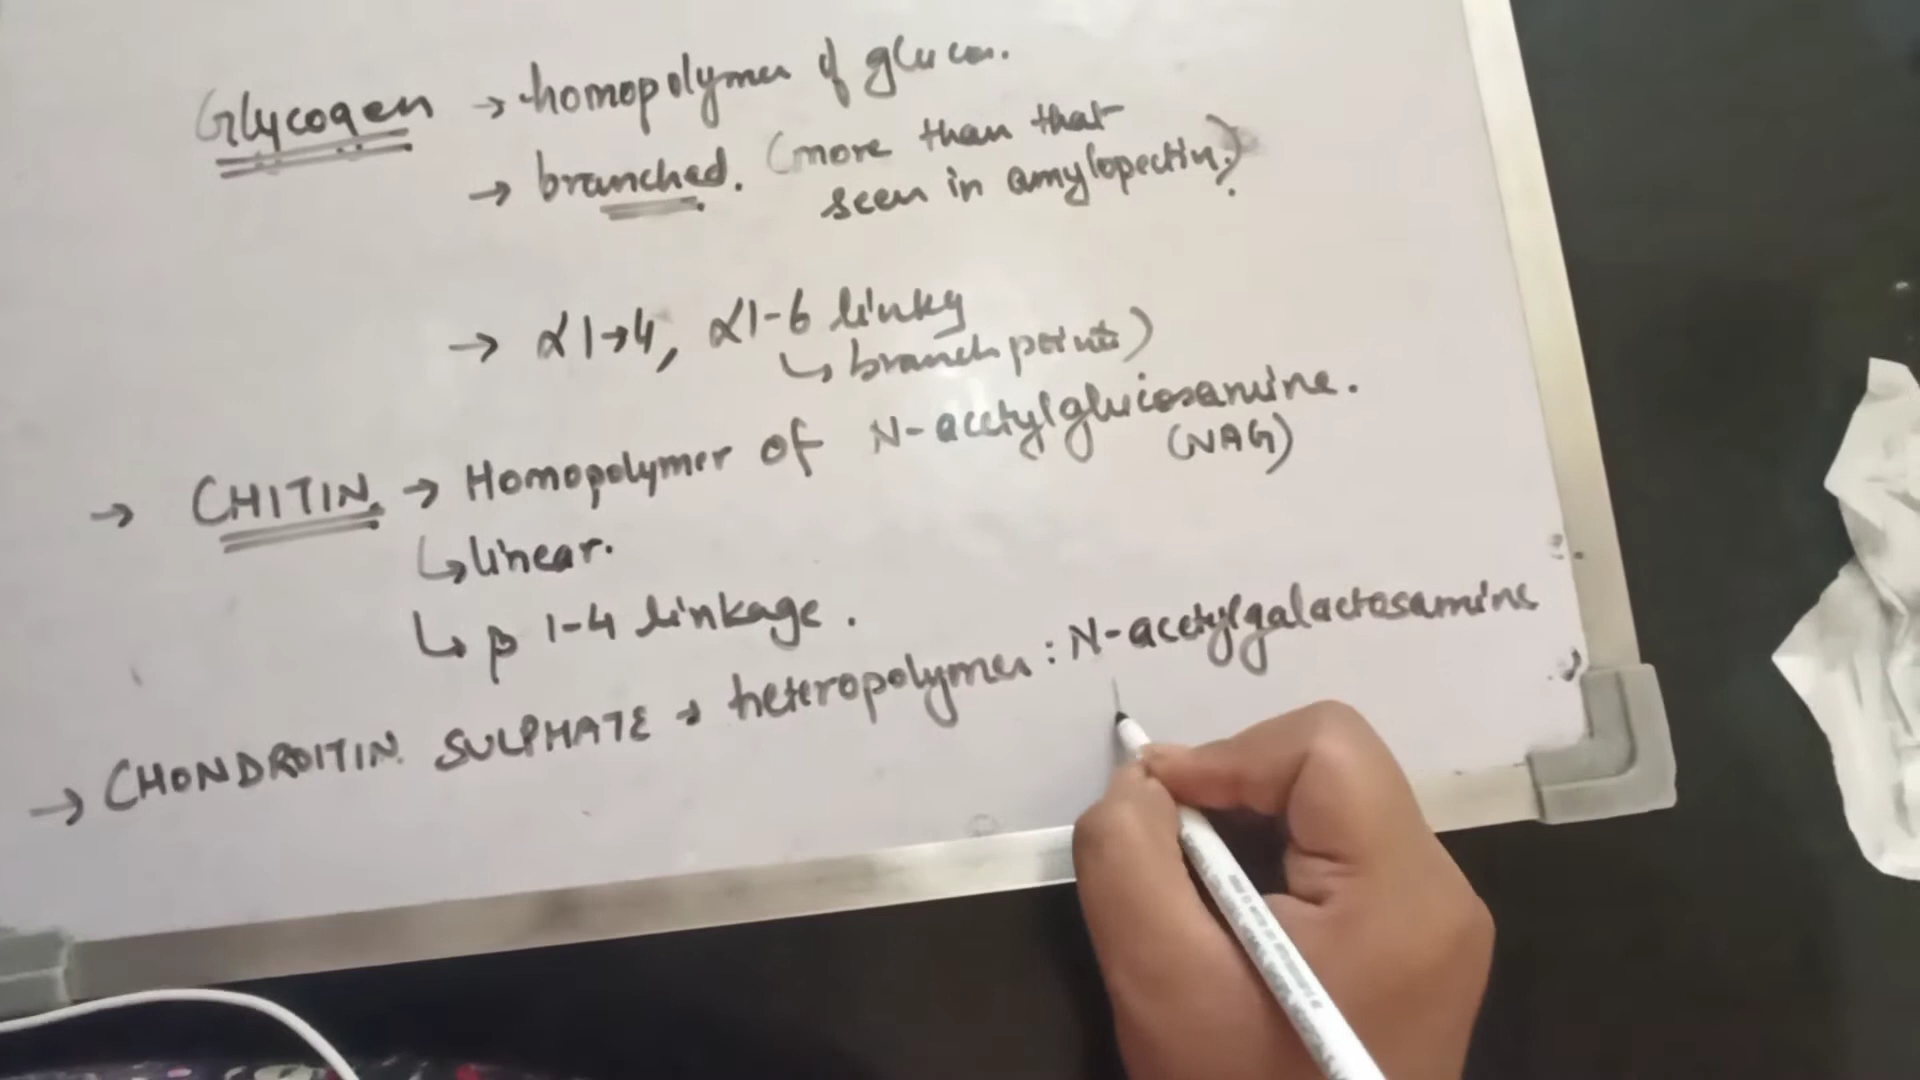 Glycogen → homopolymer of glucose.
→ branched. (more than that
seen in amylopectin).
→ α1→4, α1-6 linkg
↳ branch points)
→ CHITIN. → Homopolymer of N-acetylglucosamine.
(NAG)
↳ linear.
↳ β 1-4 linkage.
→ CHONDROITIN SULPHATE → heteropolymer: N-acetylgalactosamine